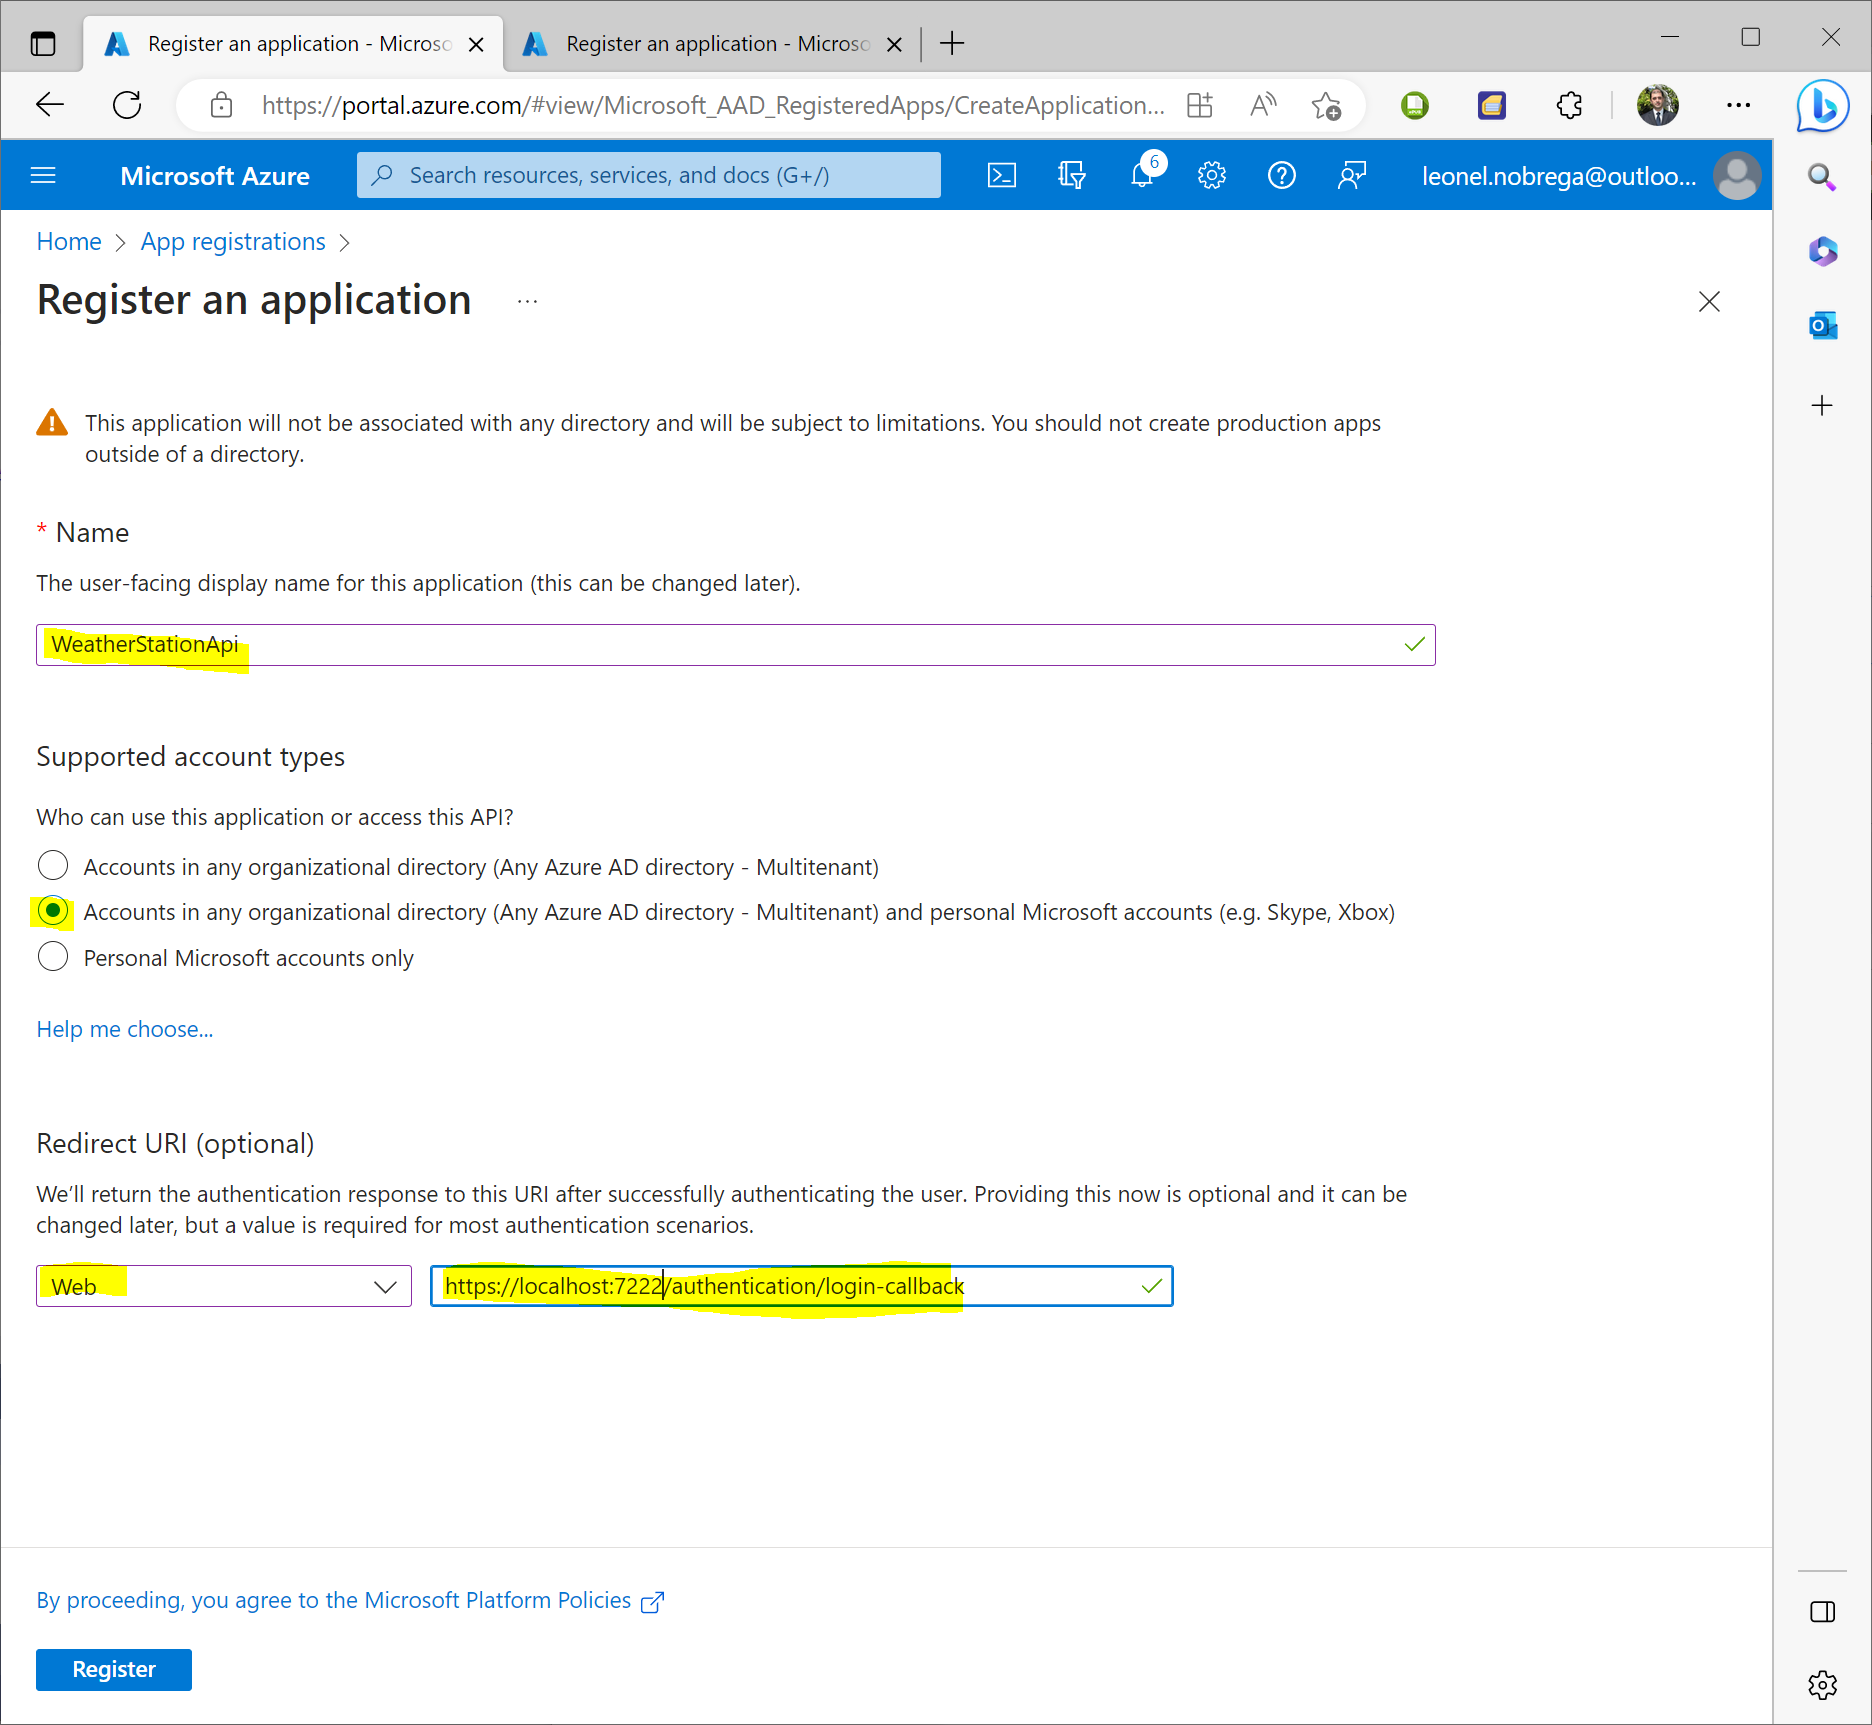 Register an application - Microso
Register an application - Microso
https://portal.azure.com/#view/Microsoft_AAD_RegisteredApps/CreateApplication...
Microsoft Azure
Search resources, services, and docs (G+/)
6
leonel.nobrega@outloo...
Home > App registrations >
Register an application ...
This application will not be associated with any directory and will be subject to limitations. You should not create production apps
outside of a directory.
* Name
The user-facing display name for this application (this can be changed later).
WeatherStationApi
Supported account types
Who can use this application or access this API?
Accounts in any organizational directory (Any Azure AD directory - Multitenant)
Accounts in any organizational directory (Any Azure AD directory - Multitenant) and personal Microsoft accounts (e.g. Skype, Xbox)
Personal Microsoft accounts only
Help me choose...
Redirect URI (optional)
We’ll return the authentication response to this URI after successfully authenticating the user. Providing this now is optional and it can be
changed later, but a value is required for most authentication scenarios.
Web
https://localhost:7222/authentication/login-callback
By proceeding, you agree to the Microsoft Platform Policies
Register